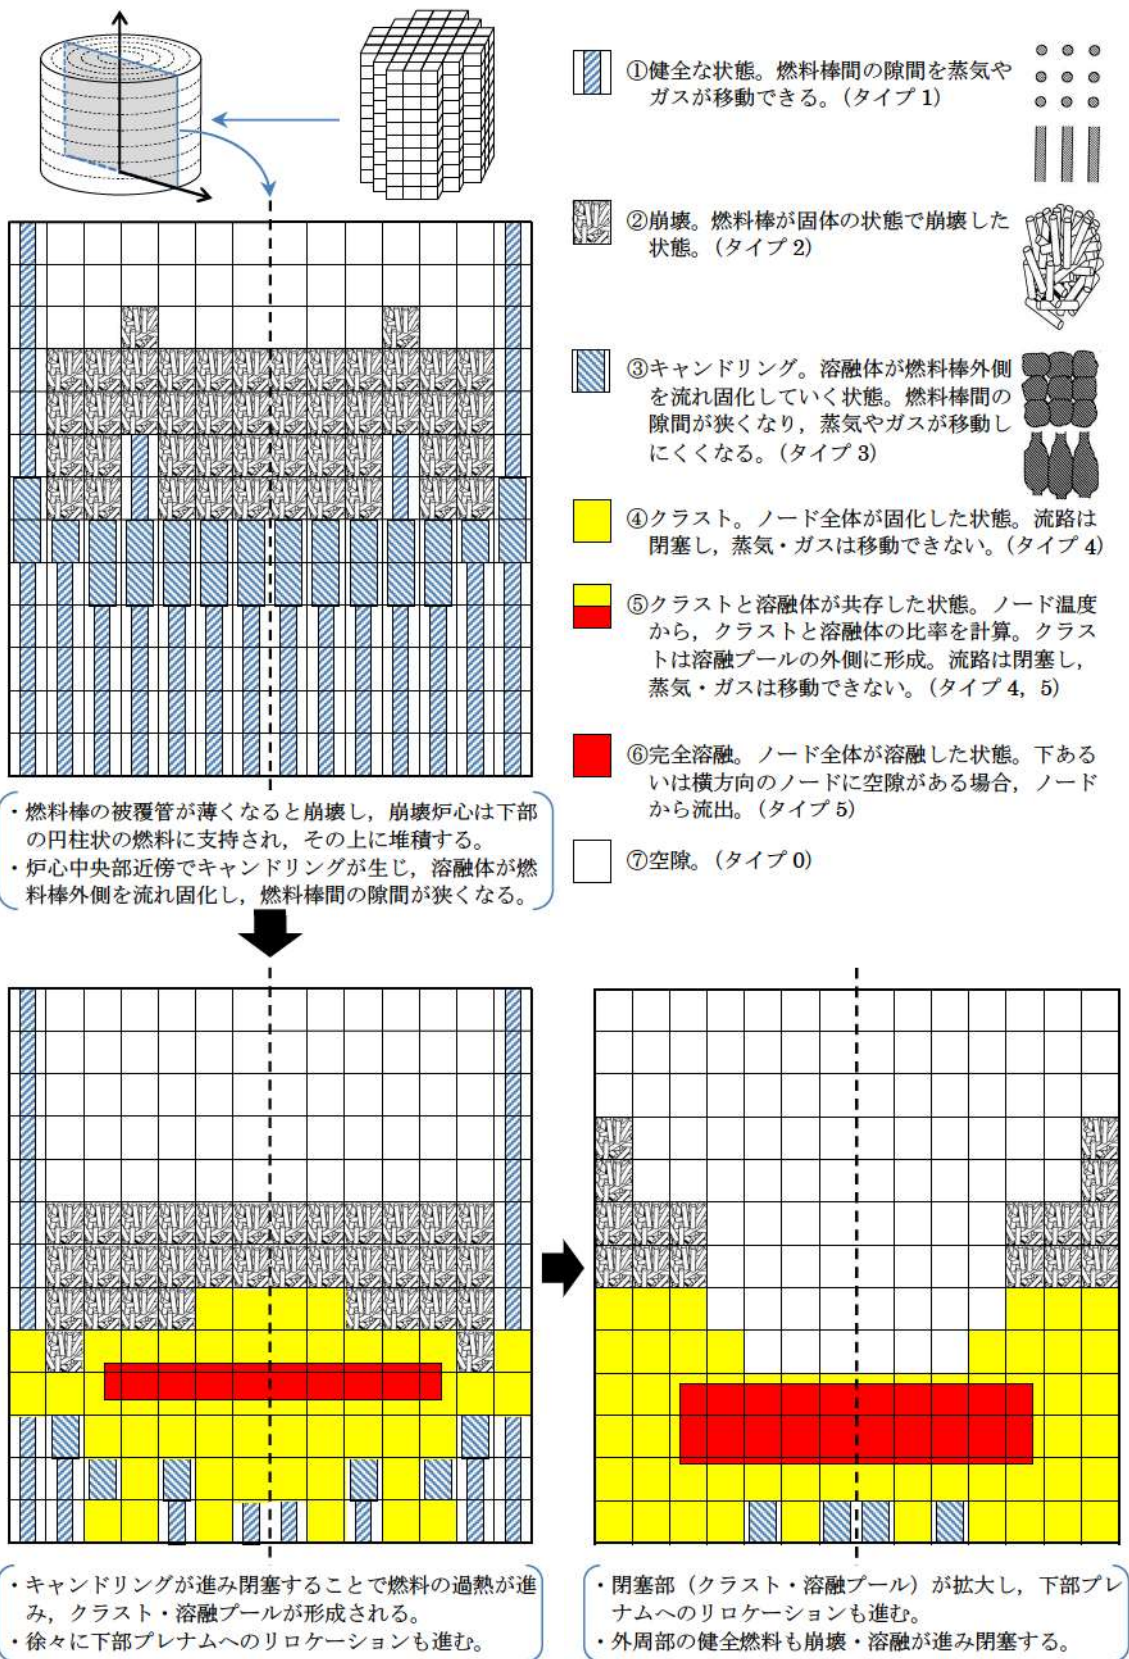 ①健全な状態。燃料棒間の隙間を蒸気や
ガスが移動できる。(タイプ 1)
②崩壊。燃料棒が固体の状態で崩壊した
状態。(タイプ 2)
③キャンドリング。溶融体が燃料棒外側
を流れ固化していく状態。燃料棒間の
隙間が狭くなり，蒸気やガスが移動し
にくくなる。(タイプ 3)
④クラスト。ノード全体が固化した状態。流路は
閉塞し，蒸気・ガスは移動できない。(タイプ 4)
⑤クラストと溶融体が共存した状態。ノード温度
から，クラストと溶融体の比率を計算。クラス
トは溶融プールの外側に形成。流路は閉塞し，
蒸気・ガスは移動できない。(タイプ 4，5)
⑥完全溶融。ノード全体が溶融した状態。下ある
いは横方向のノードに空隙がある場合，ノード
から流出。(タイプ 5)
⑦空隙。(タイプ 0)
・燃料棒の被覆管が薄くなると崩壊し，崩壊炉心は下部
の円柱状の燃料に支持され，その上に堆積する。
・炉心中央部近傍でキャンドリングが生じ，溶融体が燃
料棒外側を流れ固化し，燃料棒間の隙間が狭くなる。
・キャンドリングが進み閉塞することで燃料の過熱が進
み，クラスト・溶融プールが形成される。
・徐々に下部プレナムへのリロケーションも進む。
・閉塞部（クラスト・溶融プール）が拡大し，下部プレ
ナムへのリロケーションも進む。
・外周部の健全燃料も崩壊・溶融が進み閉塞する。